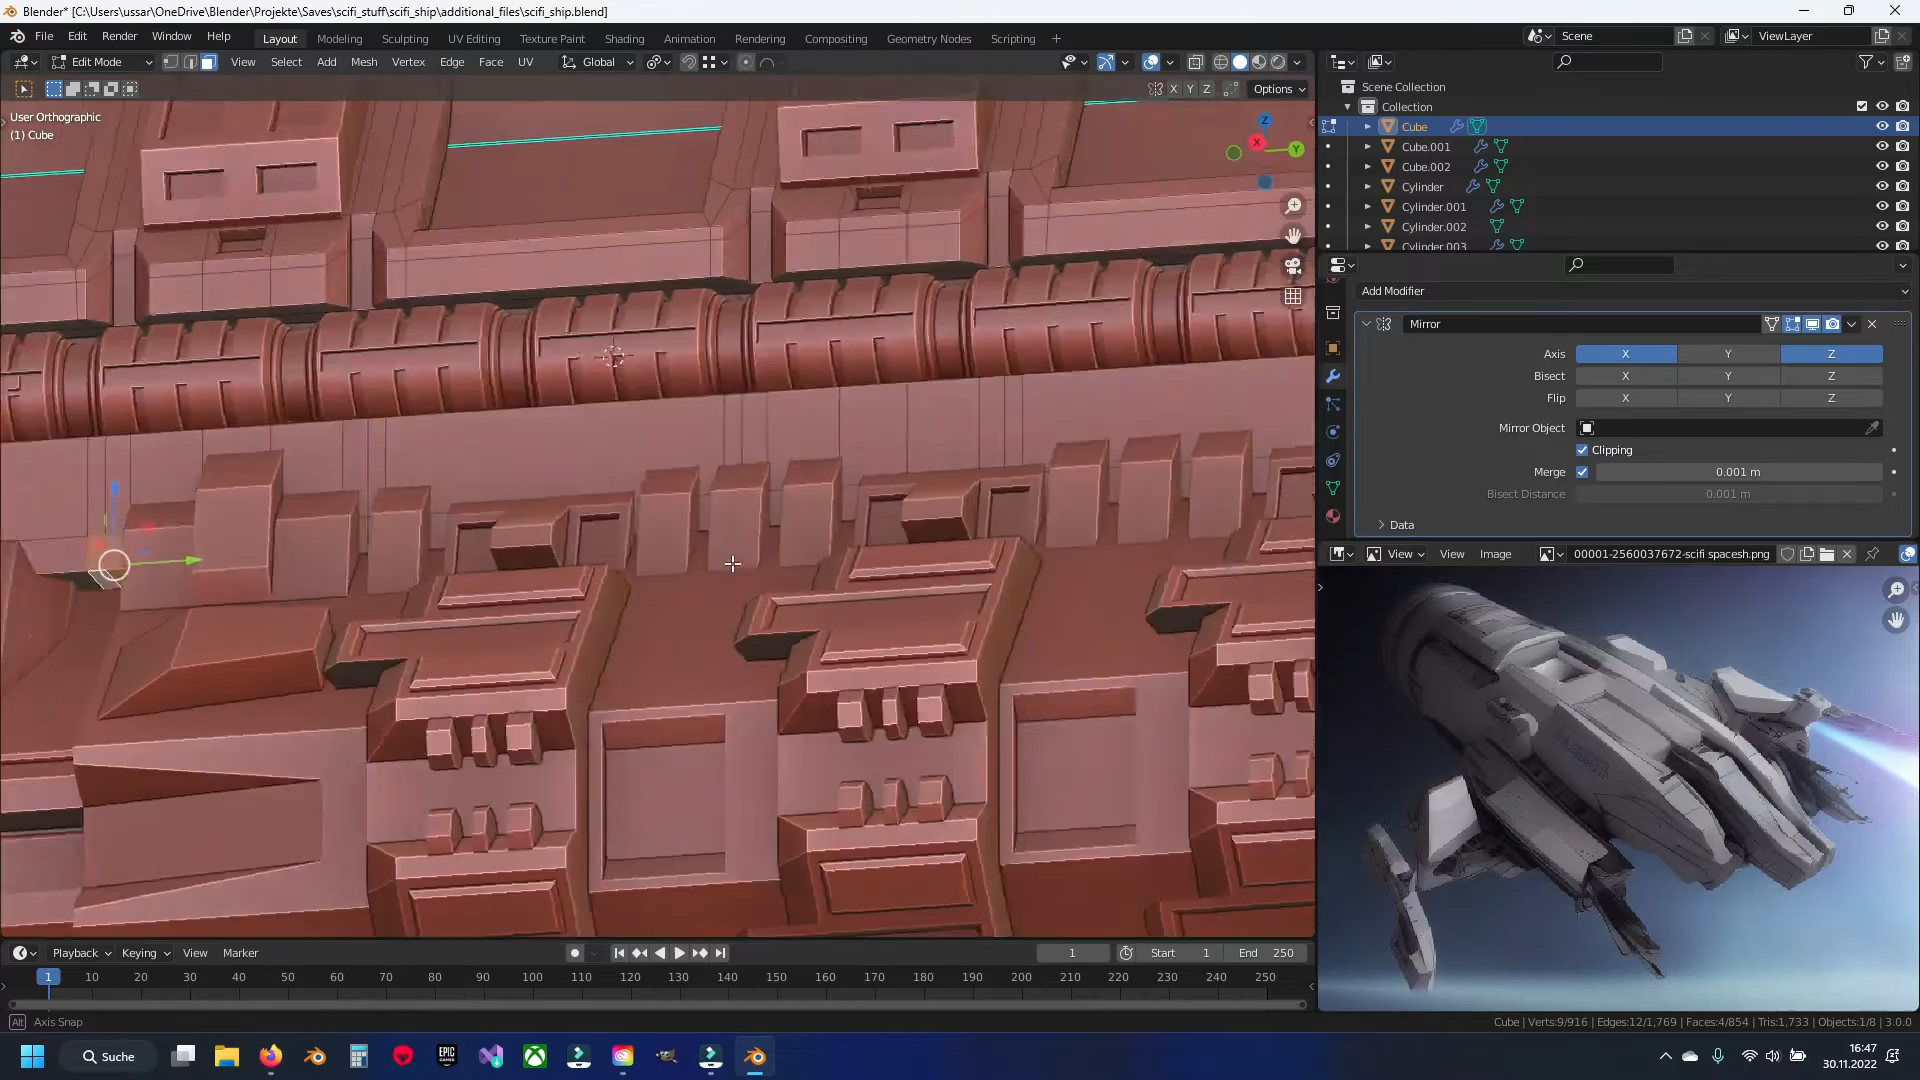 Blender* [C:\Users\ussar\OneDrive\Blender\Projekte\Saves\scifi_stuff\scifi_ship\additional_files\scifi_ship.blend]
File Edit Render Window Help Layout Modeling Sculpting UV Editing Texture Paint Shading Animation Rendering Compositing Geometry Nodes Scripting + Scene ViewLayer
Edit Mode View Select Add Mesh Vertex Edge Face UV Global
X Y Z Options
User Orthographic
(1) Cube
Z
X
Y
Scene Collection
Collection
Cube
Cube.001
Cube.002
Cylinder
Cylinder.001
Cylinder.002
Cylinder.003
Add Modifier
Mirror
Axis X Y Z
Bisect X Y Z
Flip X Y Z
Mirror Object
Clipping
Merge 0.001 m
Bisect Distance 0.001 m
Data
View View Image 00001-2560037672-scifi spacesh.png
Playback Keying View Marker 1 Start 1 End 250
1 10 20 30 40 50 60 70 80 90 100 110 120 130 140 150 160 170 180 190 200 210 220 230 240 250
Alt Axis Snap
Cube | Verts:9/916 | Edges:12/1,769 | Faces:4/854 | Tris:1,733 | Objects:1/8 | 3.0.0
Suche
EPIC GAMES
16:47
30.11.2022